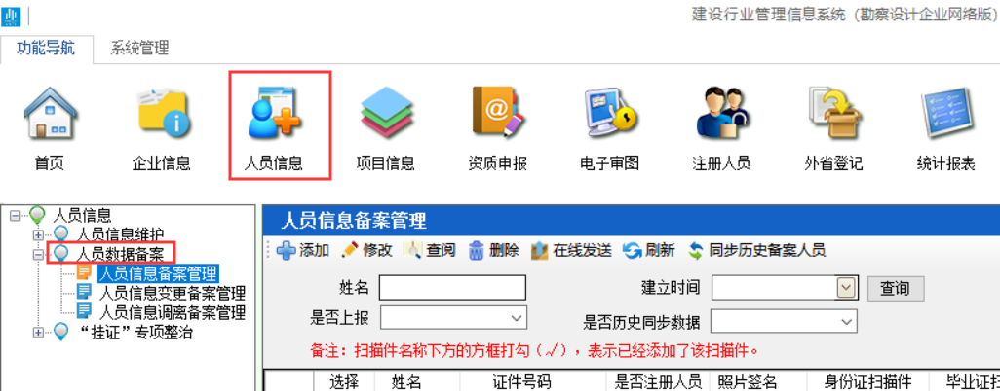 建设行业管理信息系统（勘察设计企业网络版）
功能导航 系统管理
首页 企业信息 人员信息 项目信息 资质申报 电子审图 注册人员 外省登记 统计报表
人员信息
人员信息维护
人员数据备案
人员信息备案管理
人员信息变更备案管理
人员信息调离备案管理
“挂证”专项整治
人员信息备案管理
添加 修改 查阅 删除 在线发送 刷新 同步历史备案人员
姓名 建立时间 查询
是否上报 是否历史同步数据
备注：扫描件名称下方的方框打勾（√），表示已经添加了该扫描件。
选择 姓名 证件号码 是否注册人员 照片签名 身份证扫描件 毕业证扫